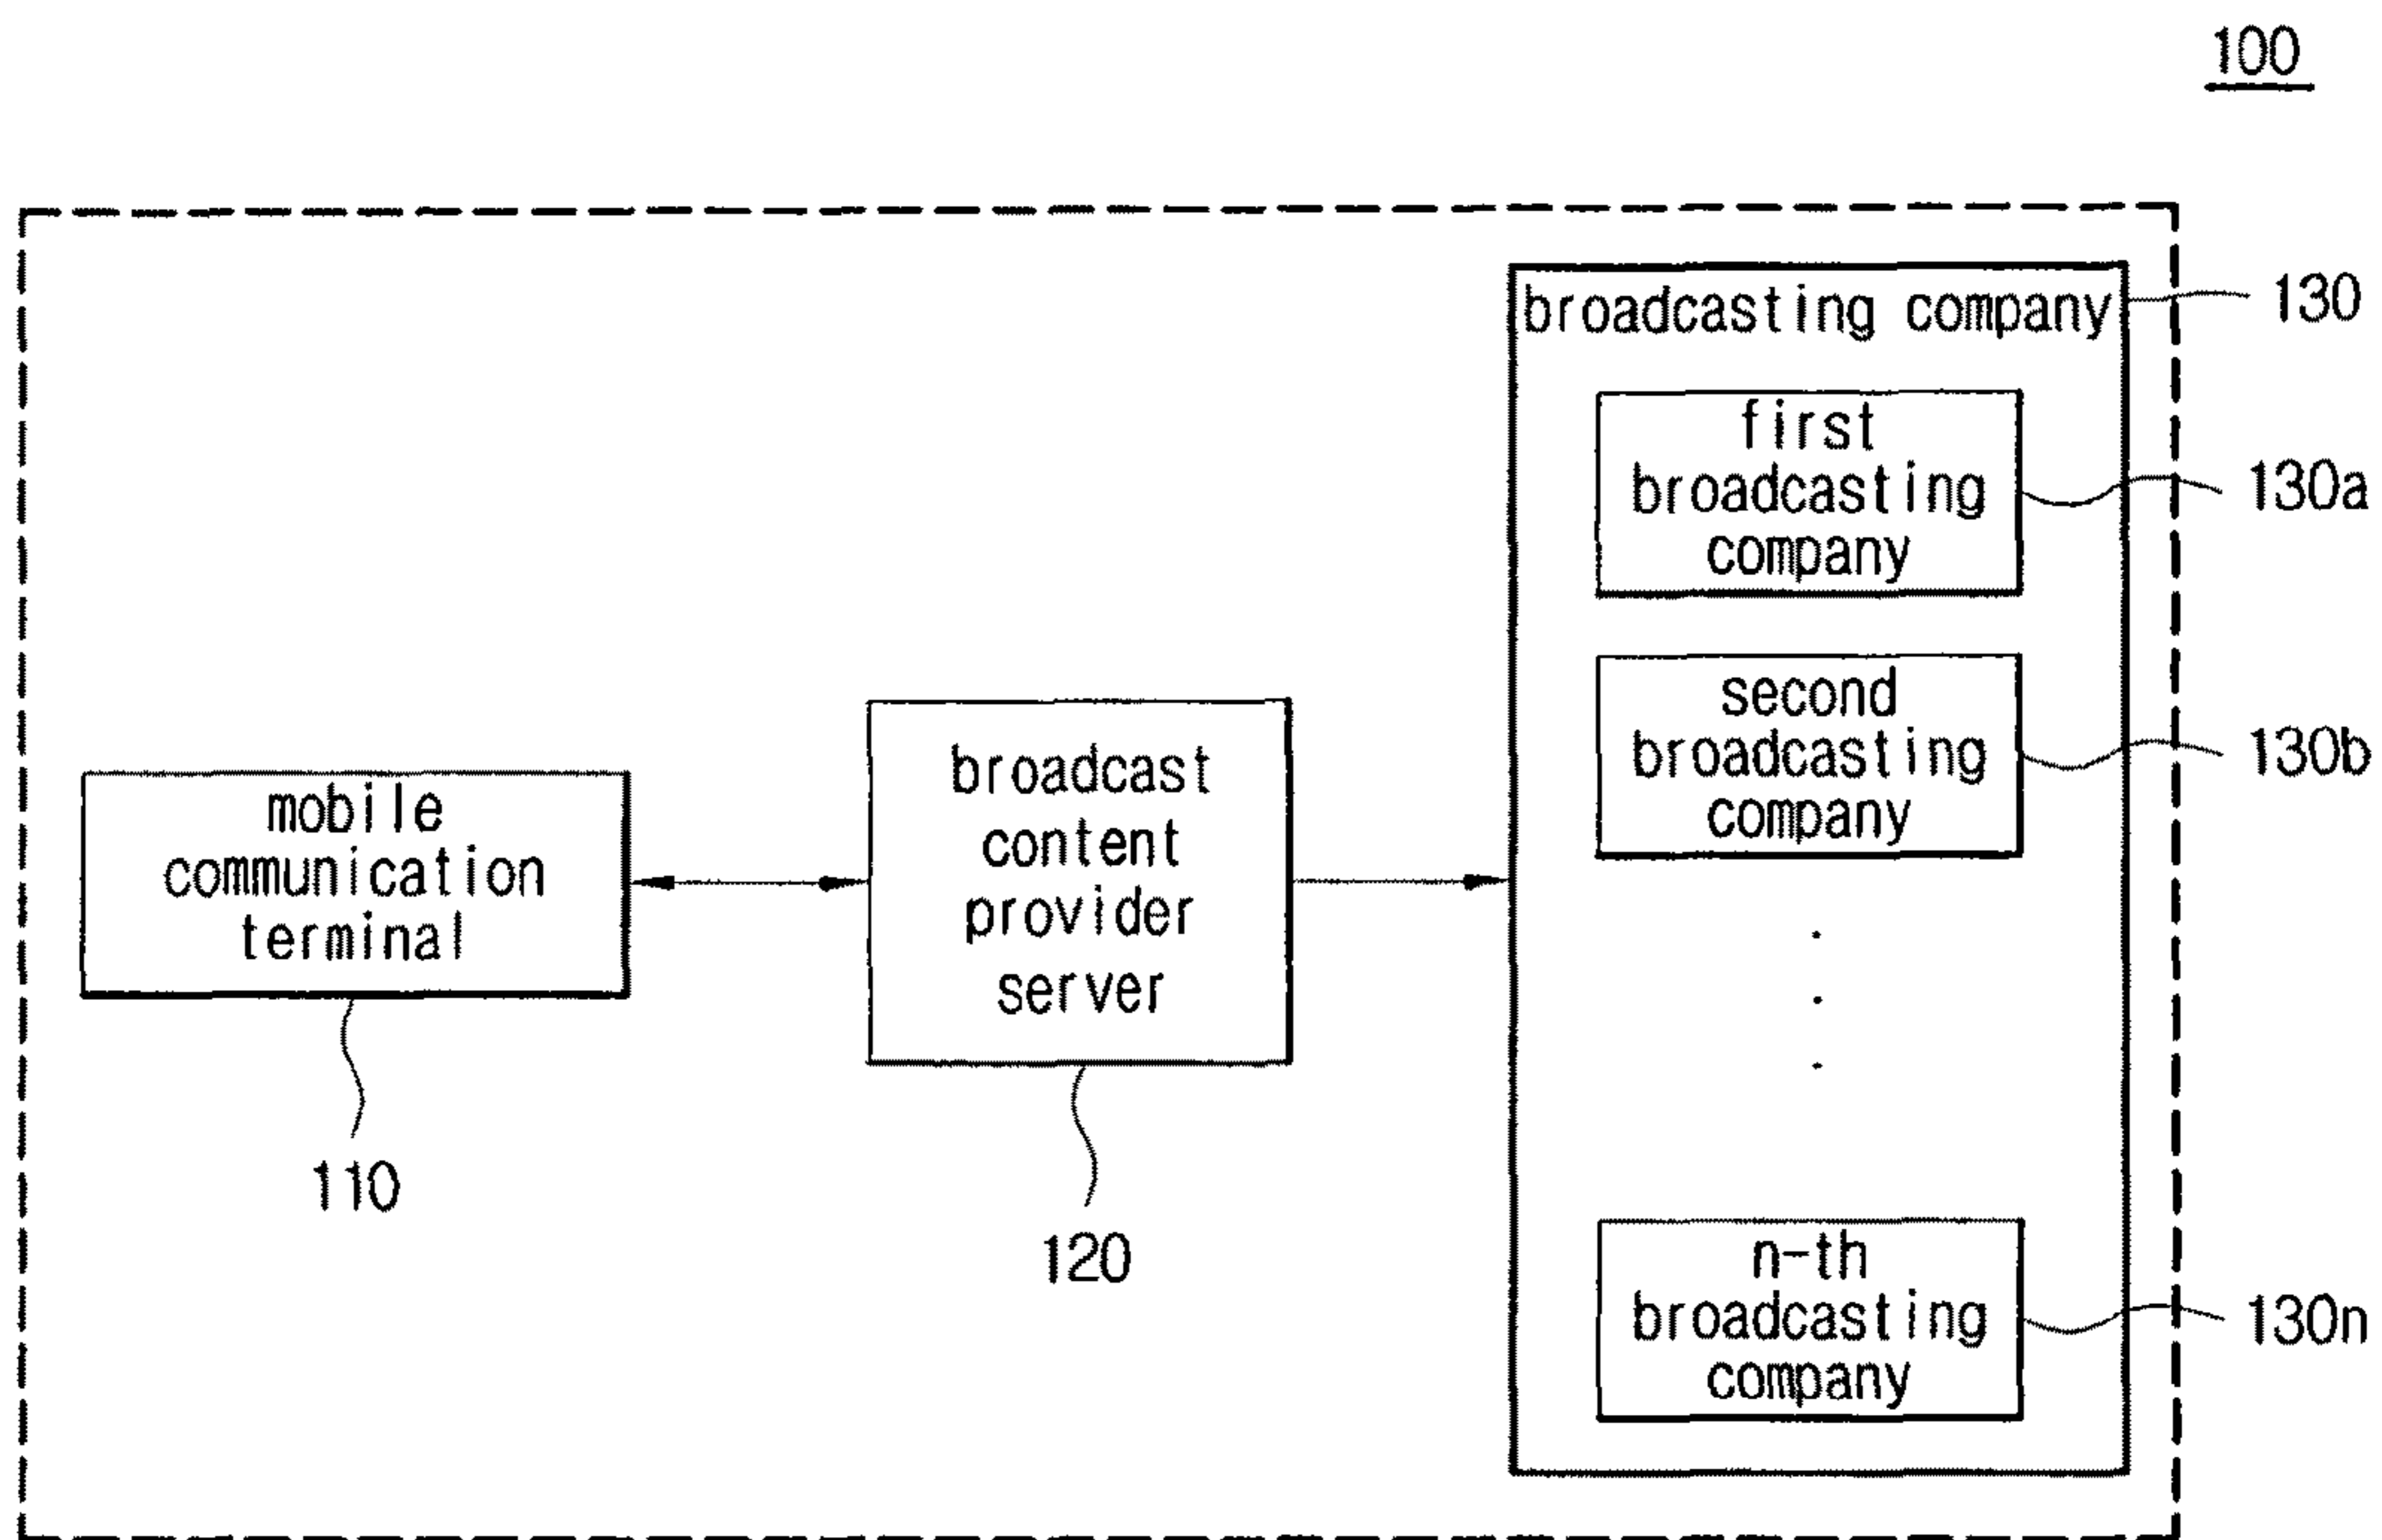 100
broadcasting company
130
first
broadcasting
company
130a
second
broadcasting
company
130b
mobile
communication
terminal
110
broadcast
content
provider
server
120
.
.
.
n-th
broadcasting
company
130n